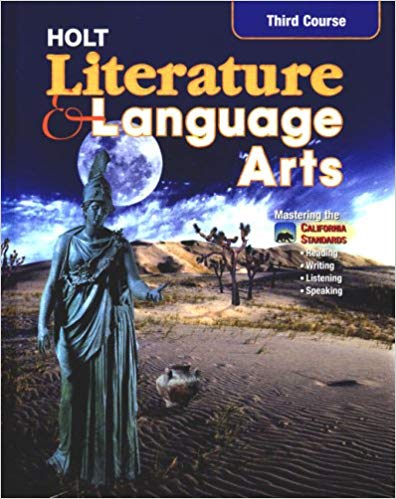 Third Course
HOLT
Literature
& Language
Arts
Mastering the
CALIFORNIA
STANDARDS
• Reading
• Writing
• Listening
• Speaking